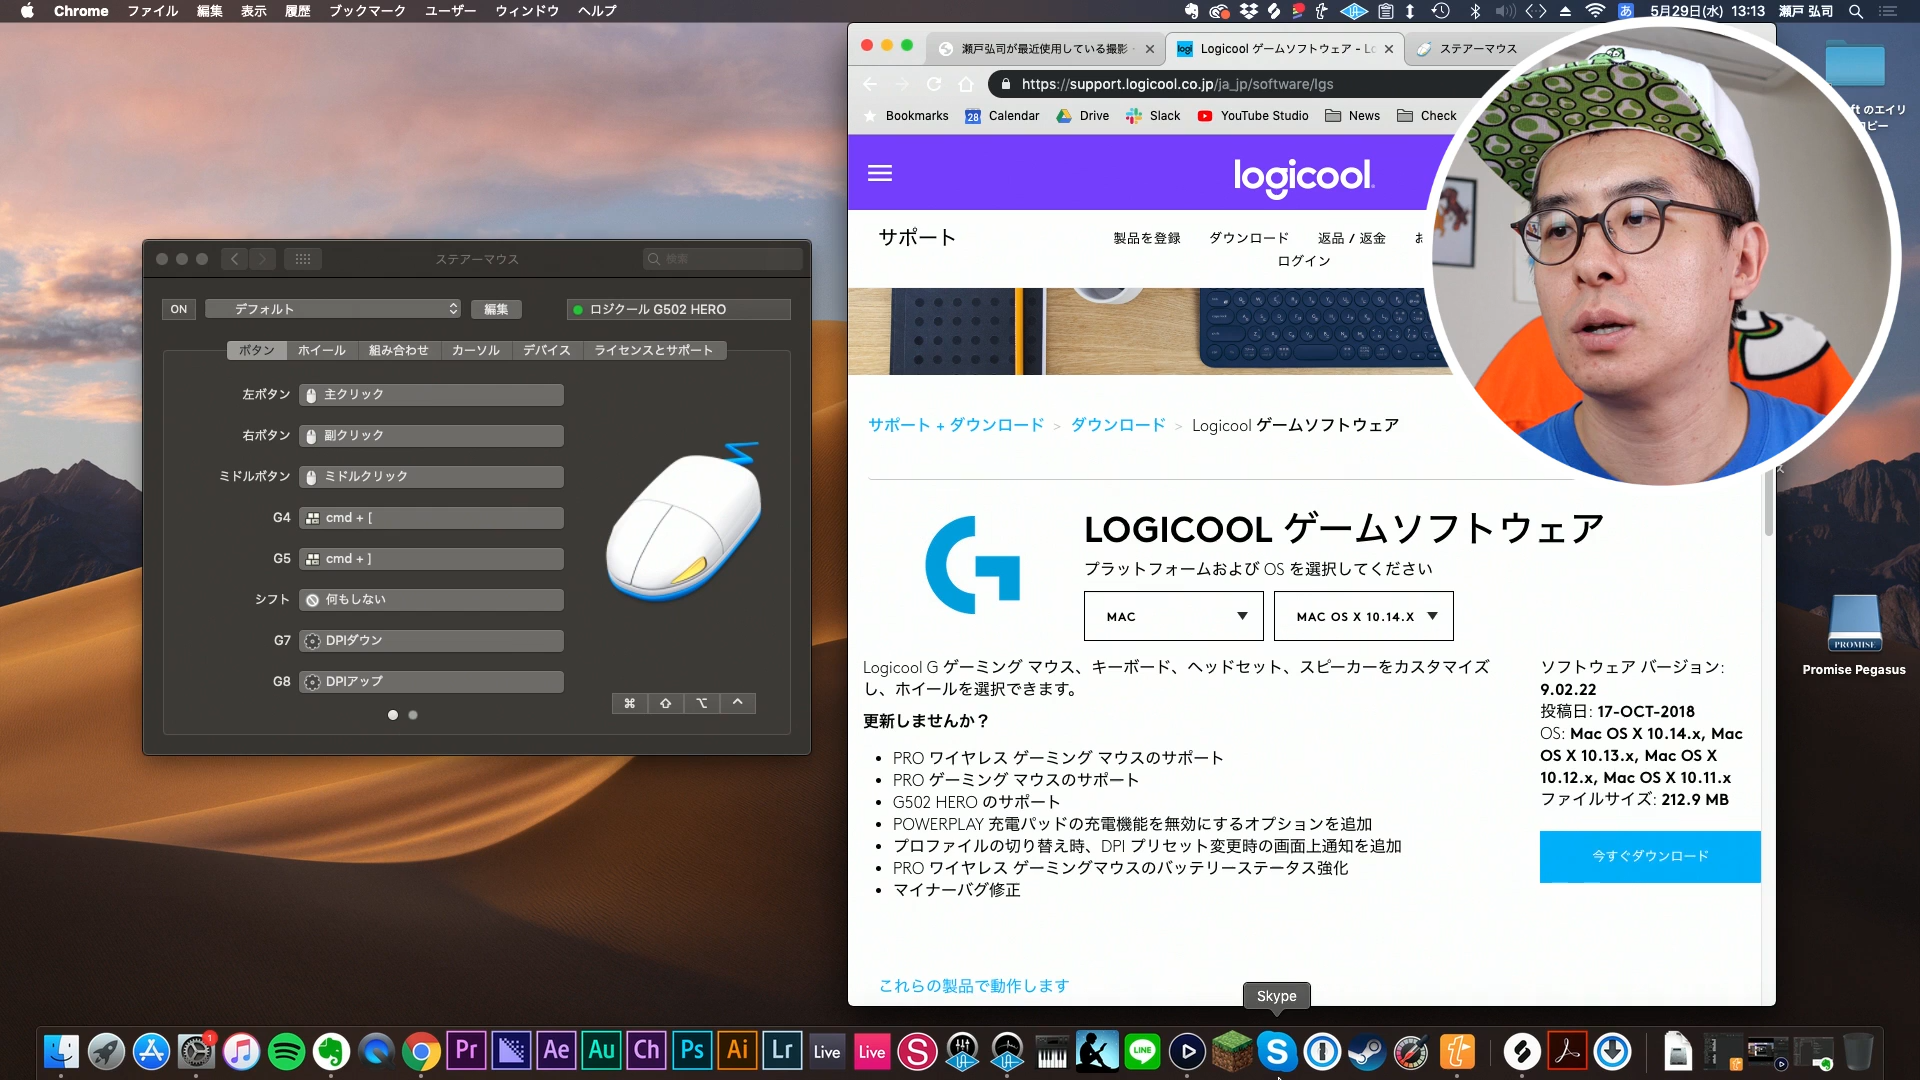 Chrome ファイル 編集 表示 履歴 ブックマーク ユーザー ウィンドウ ヘルプ
あ 5月29日(水) 13:13 瀬戸 弘司
瀬戸弘司が最近使用している撮影
Logicool ゲームソフトウェア - Lc
ステアーマウス
https://support.logicool.co.jp/ja_jp/software/lgs
Bookmarks 28 Calendar Drive Slack YouTube Studio News Check
logicool
サポート
製品を登録 ダウンロード 返品 / 返金
ログイン
サポート + ダウンロード > ダウンロード > Logicool ゲームソフトウェア
LOGICOOL ゲームソフトウェア
プラットフォームおよび OS を選択してください
MAC
MAC OS X 10.14.X
Logicool G ゲーミング マウス、キーボード、ヘッドセット、スピーカーをカスタマイズ
し、ホイールを選択できます。
更新しませんか？
• PRO ワイヤレス ゲーミング マウスのサポート
• PRO ゲーミング マウスのサポート
• G502 HERO のサポート
• POWERPLAY 充電パッドの充電機能を無効にするオプションを追加
• プロファイルの切り替え時、DPI プリセット変更時の画面上通知を追加
• PRO ワイヤレス ゲーミングマウスのバッテリーステータス強化
• マイナーバグ修正
ソフトウェア バージョン:
9.02.22
投稿日: 17-OCT-2018
OS: Mac OS X 10.14.x, Mac
OS X 10.13.x, Mac OS X
10.12.x, Mac OS X 10.11.x
ファイルサイズ: 212.9 MB
今すぐダウンロード
これらの製品で動作します
ステアーマウス
検索
ON
デフォルト
編集
ロジクール G502 HERO
ボタン ホイール 組み合わせ カーソル デバイス ライセンスとサポート
左ボタン 主クリック
右ボタン 副クリック
ミドルボタン ミドルクリック
G4 cmd + [
G5 cmd + ]
シフト 何もしない
G7 DPIダウン
G8 DPIアップ
⌘ ⇧ ⌥ ^
のエイリ
コピー
PROMISE
Promise Pegasus
Skype
1
Pr Ae Au Ch Ps Ai Lr Live Live S LINE S